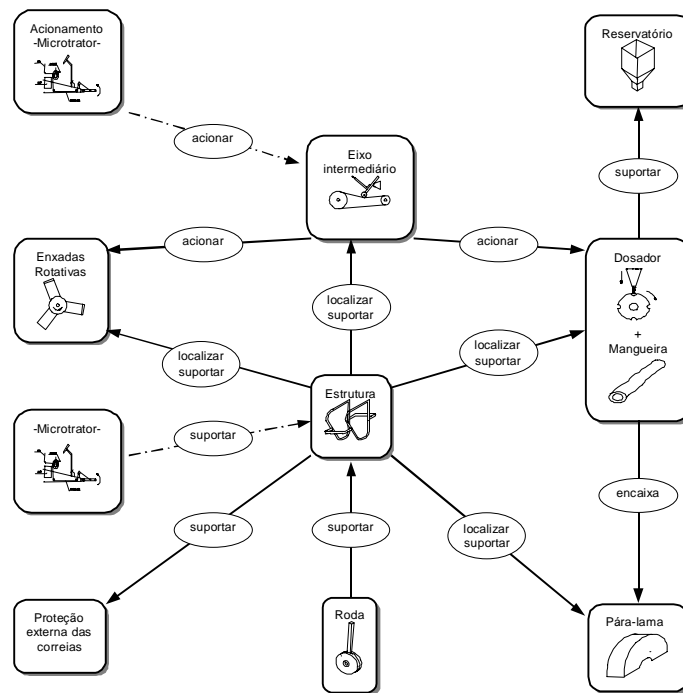 Acionamento
-Microtrator-
Reservatório
acionar
Eixo
intermediário
suportar
acionar
acionar
Enxadas
Rotativas
Dosador
+
Mangueira
localizar
suportar
localizar
suportar
localizar
suportar
Estrutura
-Microtrator-
suportar
encaixa
suportar
suportar
localizar
suportar
Proteção
externa das
correias
Roda
Pára-lama